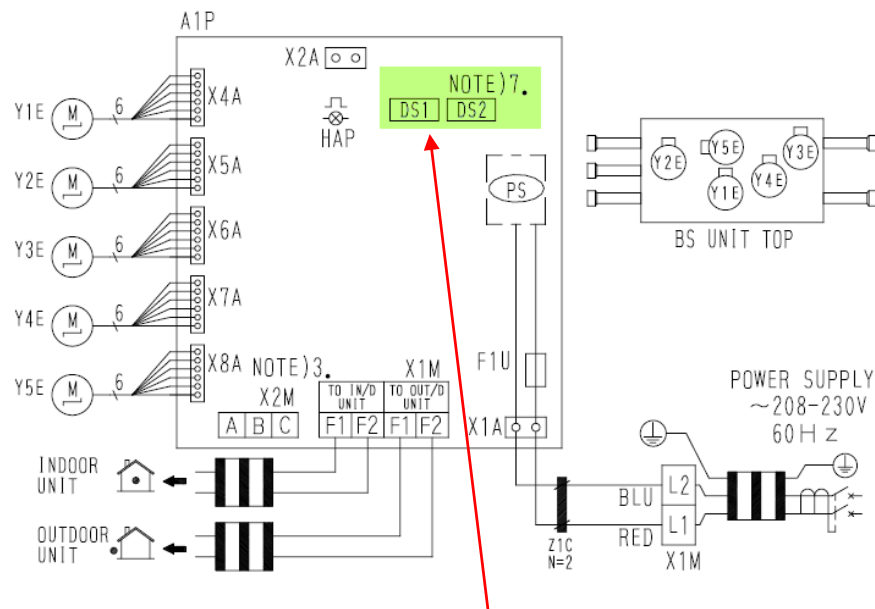 A1P
X2A
NOTE)7.
DS1 DS2
HAP
Y1E M 6 X4A
Y2E M 6 X5A
Y3E M 6 X6A
Y4E M 6 X7A
Y5E M 6 X8A
PS
F1U
NOTE)3.
X2M
X1M
TO IN/D UNIT
TO OUT/D UNIT
A B C
F1 F2 F1 F2
X1A
INDOOR
UNIT
OUTDOOR
UNIT
Y2E Y5E Y1E Y4E Y3E
BS UNIT TOP
POWER SUPPLY
~208-230V
60Hz
BLU L2
RED L1
X1M
Z1C
N=2